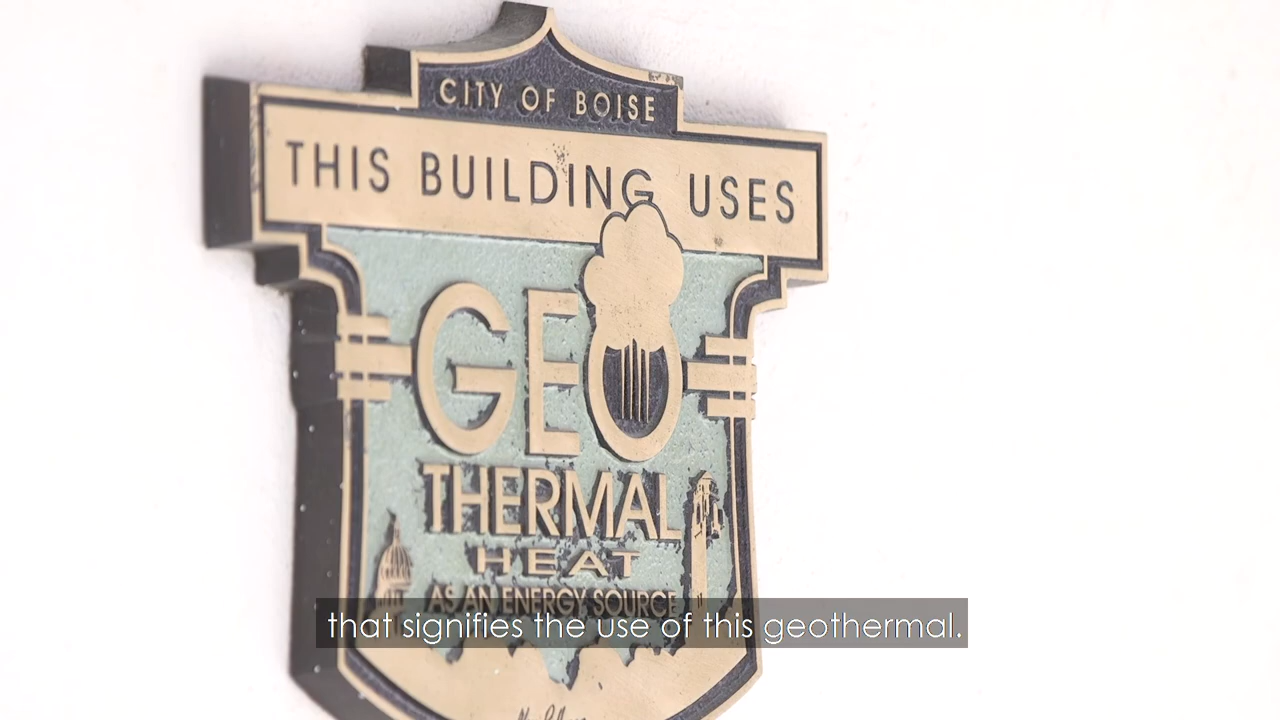 CITY OF BOISE
THIS BUILDING USES
GEO
THERMAL
HEAT
AS AN ENERGY SOURCE
that signifies the use of this geothermal.